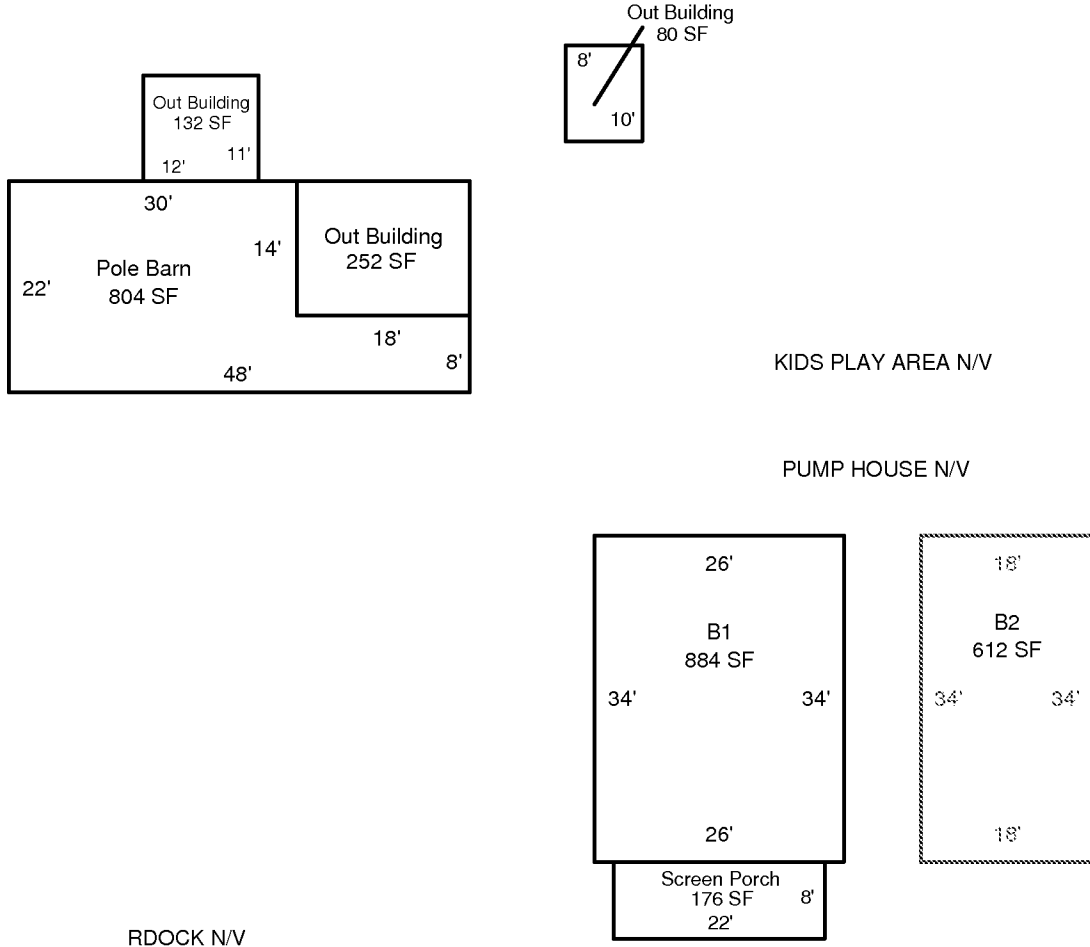 Out Building
80 SF
8'
10'
Out Building
132 SF
11'
12'
30'
14'
Out Building
252 SF
Pole Barn
804 SF
22'
18'
8'
48'
KIDS PLAY AREA N/V
PUMP HOUSE N/V
26'
B1
884 SF
34'
34'
26'
18'
B2
612 SF
34'
34'
18'
Screen Porch
176 SF
8'
22'
RDOCK N/V